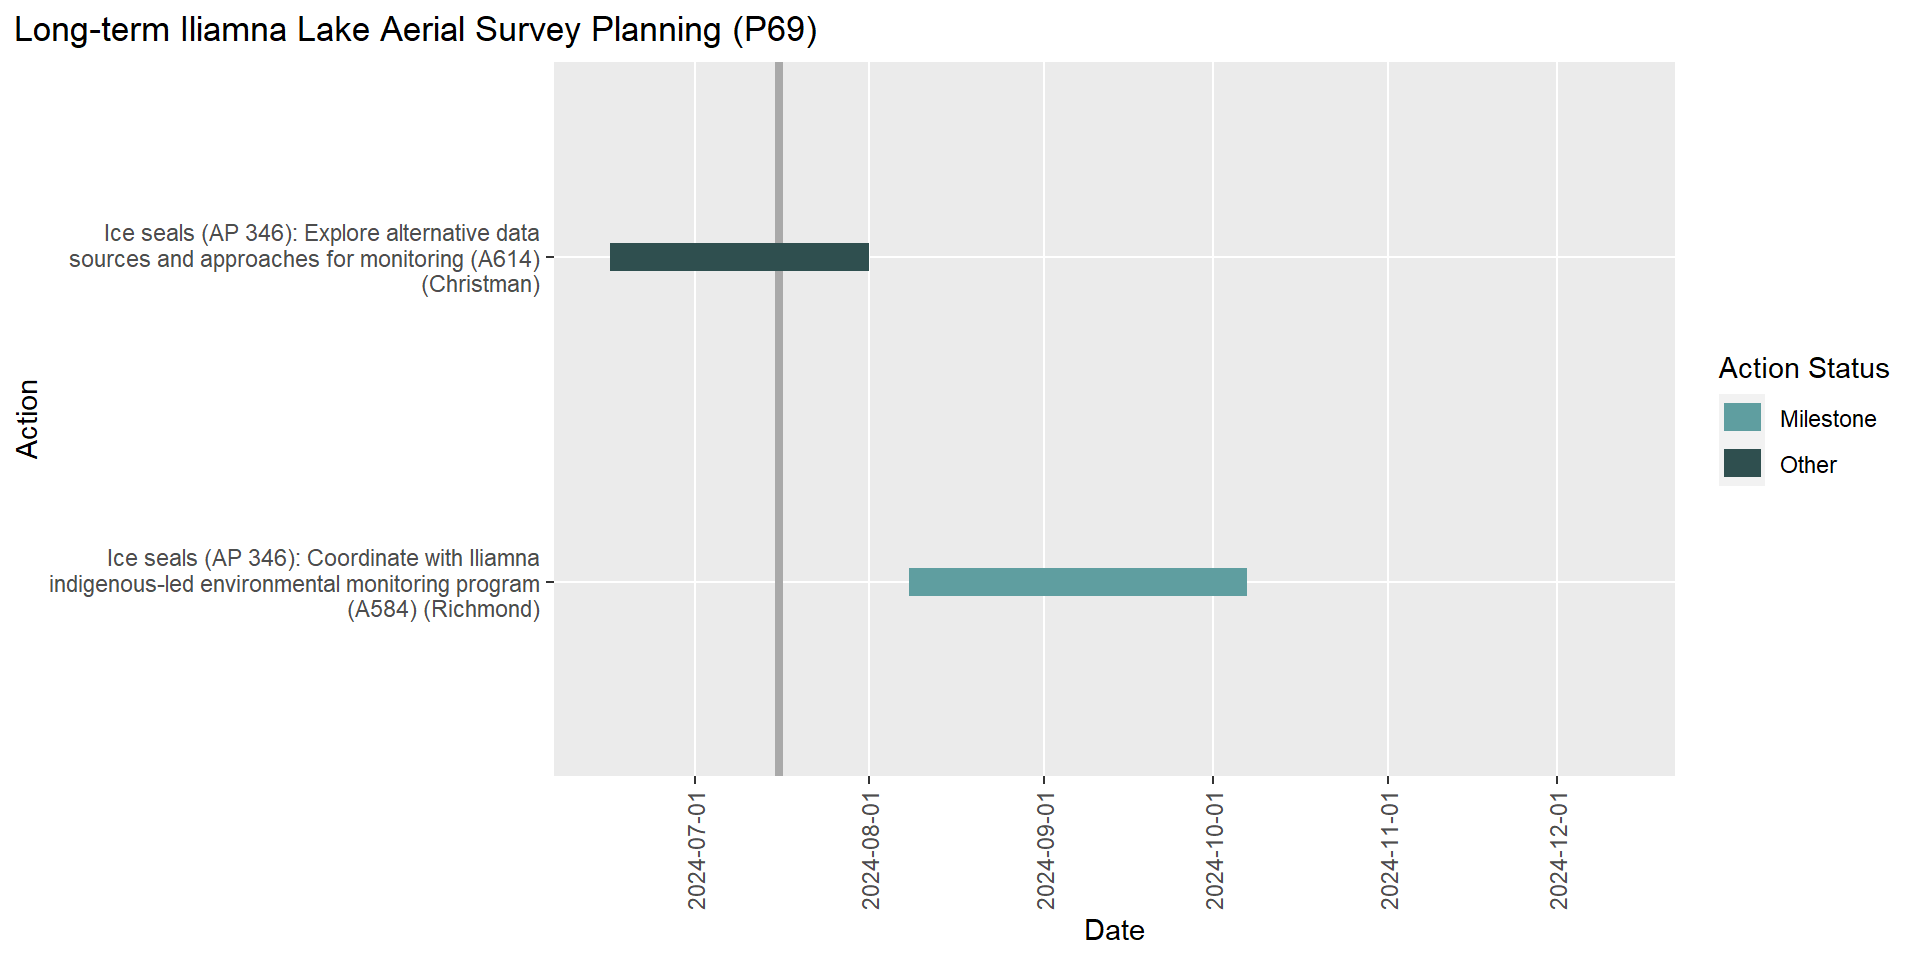 Long-term Iliamna Lake Aerial Survey Planning (P69)
Ice seals (AP 346): Explore alternative data
sources and approaches for monitoring (A614)
(Christman)
Action
Ice seals (AP 346): Coordinate with Iliamna
indigenous-led environmental monitoring program
(A584) (Richmond)
Action Status
Milestone
Other
2024-07-01
2024-08-01
2024-09-01
2024-10-01
2024-11-01
2024-12-01
Date